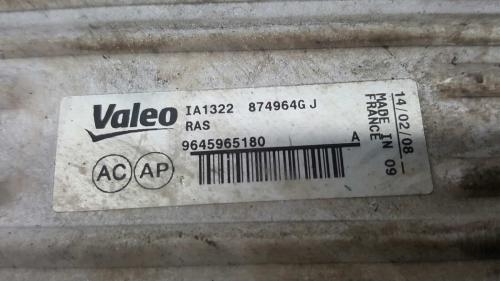 Valeo
IA1322 874964G J
RAS
9645965180 A
AC AP
14/02/08
MADE IN 09
FRANCE